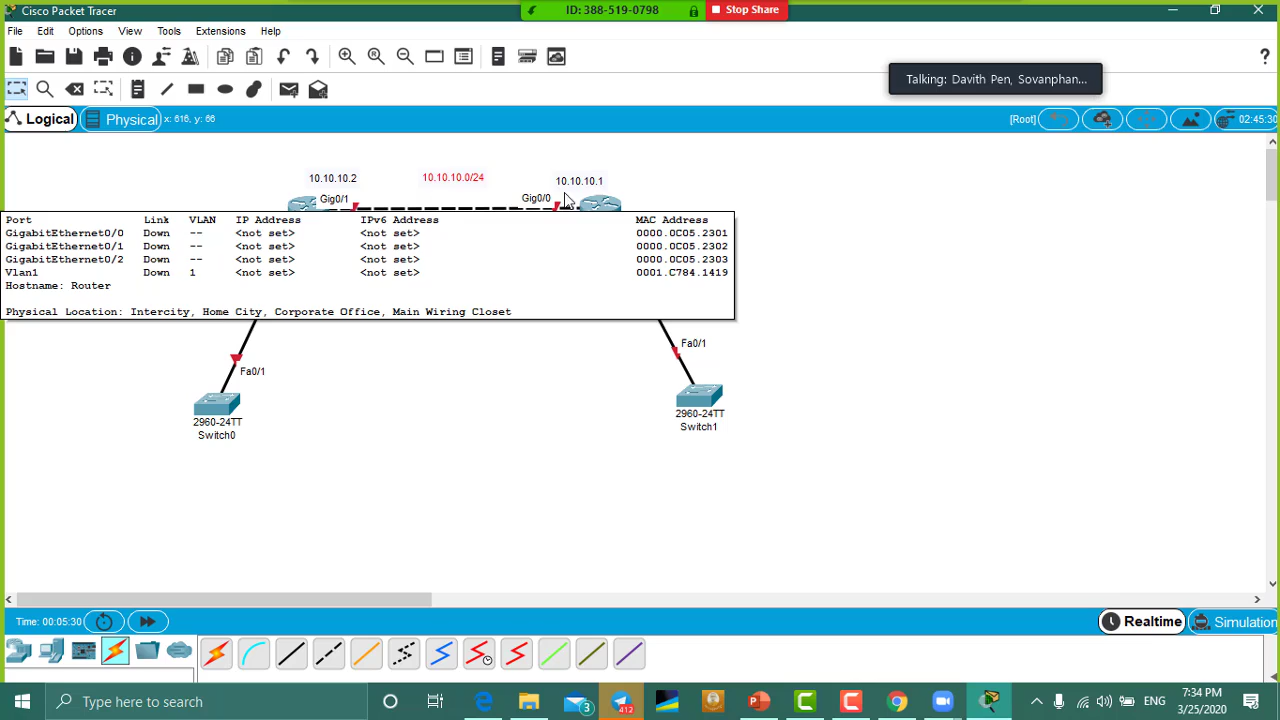 Cisco Packet Tracer
ID: 388-519-0798
Stop Share
File Edit Options View Tools Extensions Help
?
Talking: Davith Pen, Sovanphan...
Logical
Physical
x: 616, y: 66
[Root]
02:45:30
10.10.10.2
10.10.10.0/24
10.10.10.1
Gig0/1
Gig0/0
Port Link VLAN IP Address IPv6 Address MAC Address
GigabitEthernet0/0 Down -- <not set> <not set> 0000.0C05.2301
GigabitEthernet0/1 Down -- <not set> <not set> 0000.0C05.2302
GigabitEthernet0/2 Down -- <not set> <not set> 0000.0C05.2303
Vlan1 Down 1 <not set> <not set> 0001.C784.1419
Hostname: Router
Physical Location: Intercity, Home City, Corporate Office, Main Wiring Closet
Fa0/1
Fa0/1
2960-24TT
Switch0
2960-24TT
Switch1
Time: 00:05:30
Realtime
Simulation
Type here to search
3
412
ENG
7:34 PM
3/25/2020